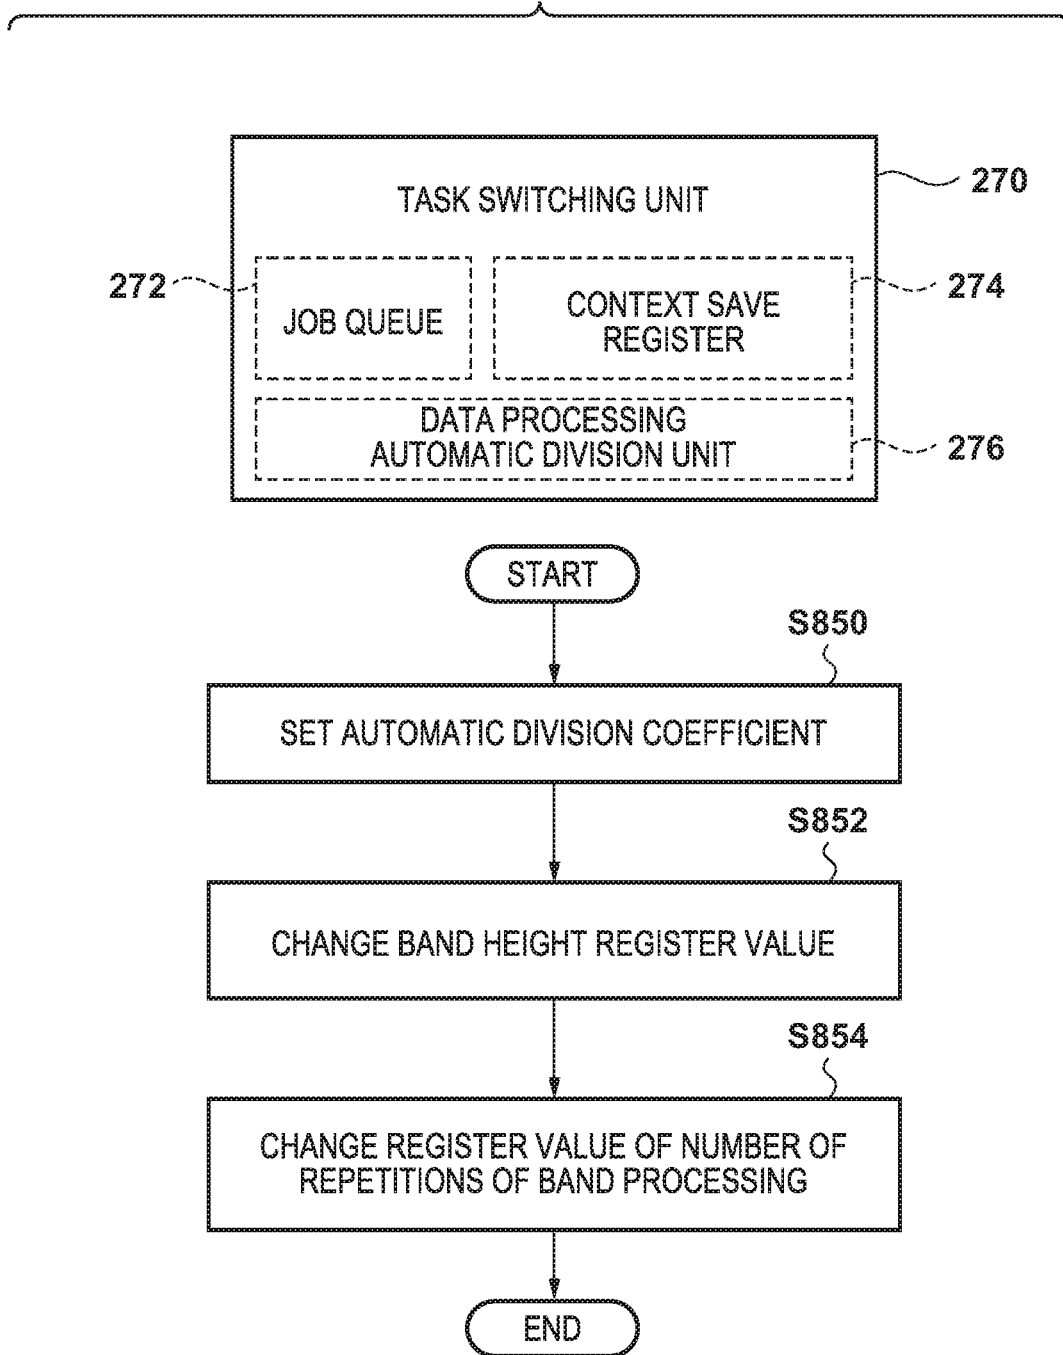 TASK SWITCHING UNIT
270
272
JOB QUEUE
CONTEXT SAVE
REGISTER
274
DATA PROCESSING
AUTOMATIC DIVISION UNIT
276
START
S850
SET AUTOMATIC DIVISION COEFFICIENT
S852
CHANGE BAND HEIGHT REGISTER VALUE
S854
CHANGE REGISTER VALUE OF NUMBER OF
REPETITIONS OF BAND PROCESSING
END